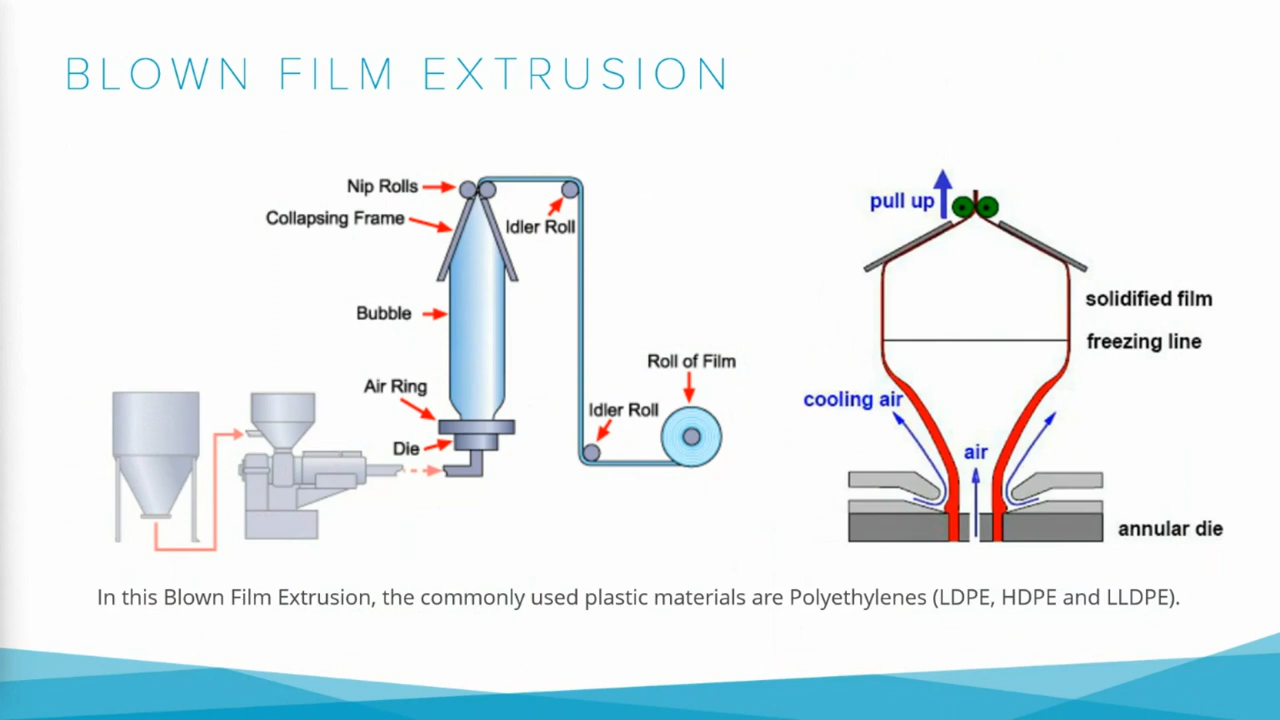 BLOWN FILM EXTRUSION
Nip Rolls
Collapsing Frame
Idler Roll
Bubble
Air Ring
Die
Roll of Film
Idler Roll
pull up
solidified film
freezing line
cooling air
air
annular die
In this Blown Film Extrusion, the commonly used plastic materials are Polyethylenes (LDPE, HDPE and LLDPE).